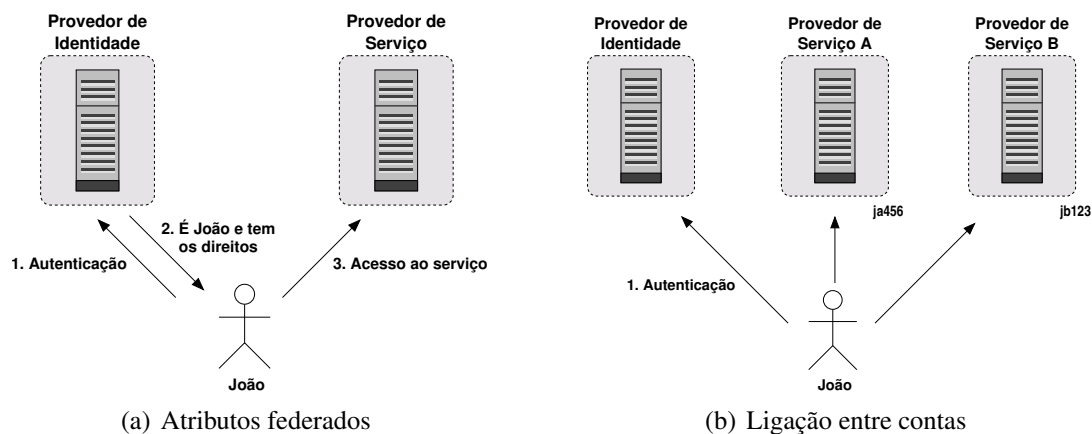 Provedor de
Identidade
Provedor de
Serviço
2. É João e tem
os direitos
1. Autenticação
3. Acesso ao serviço
João
(a) Atributos federados
Provedor de
Identidade
Provedor de
Serviço A
Provedor de
Serviço B
ja456
jb123
1. Autenticação
João
(b) Ligação entre contas